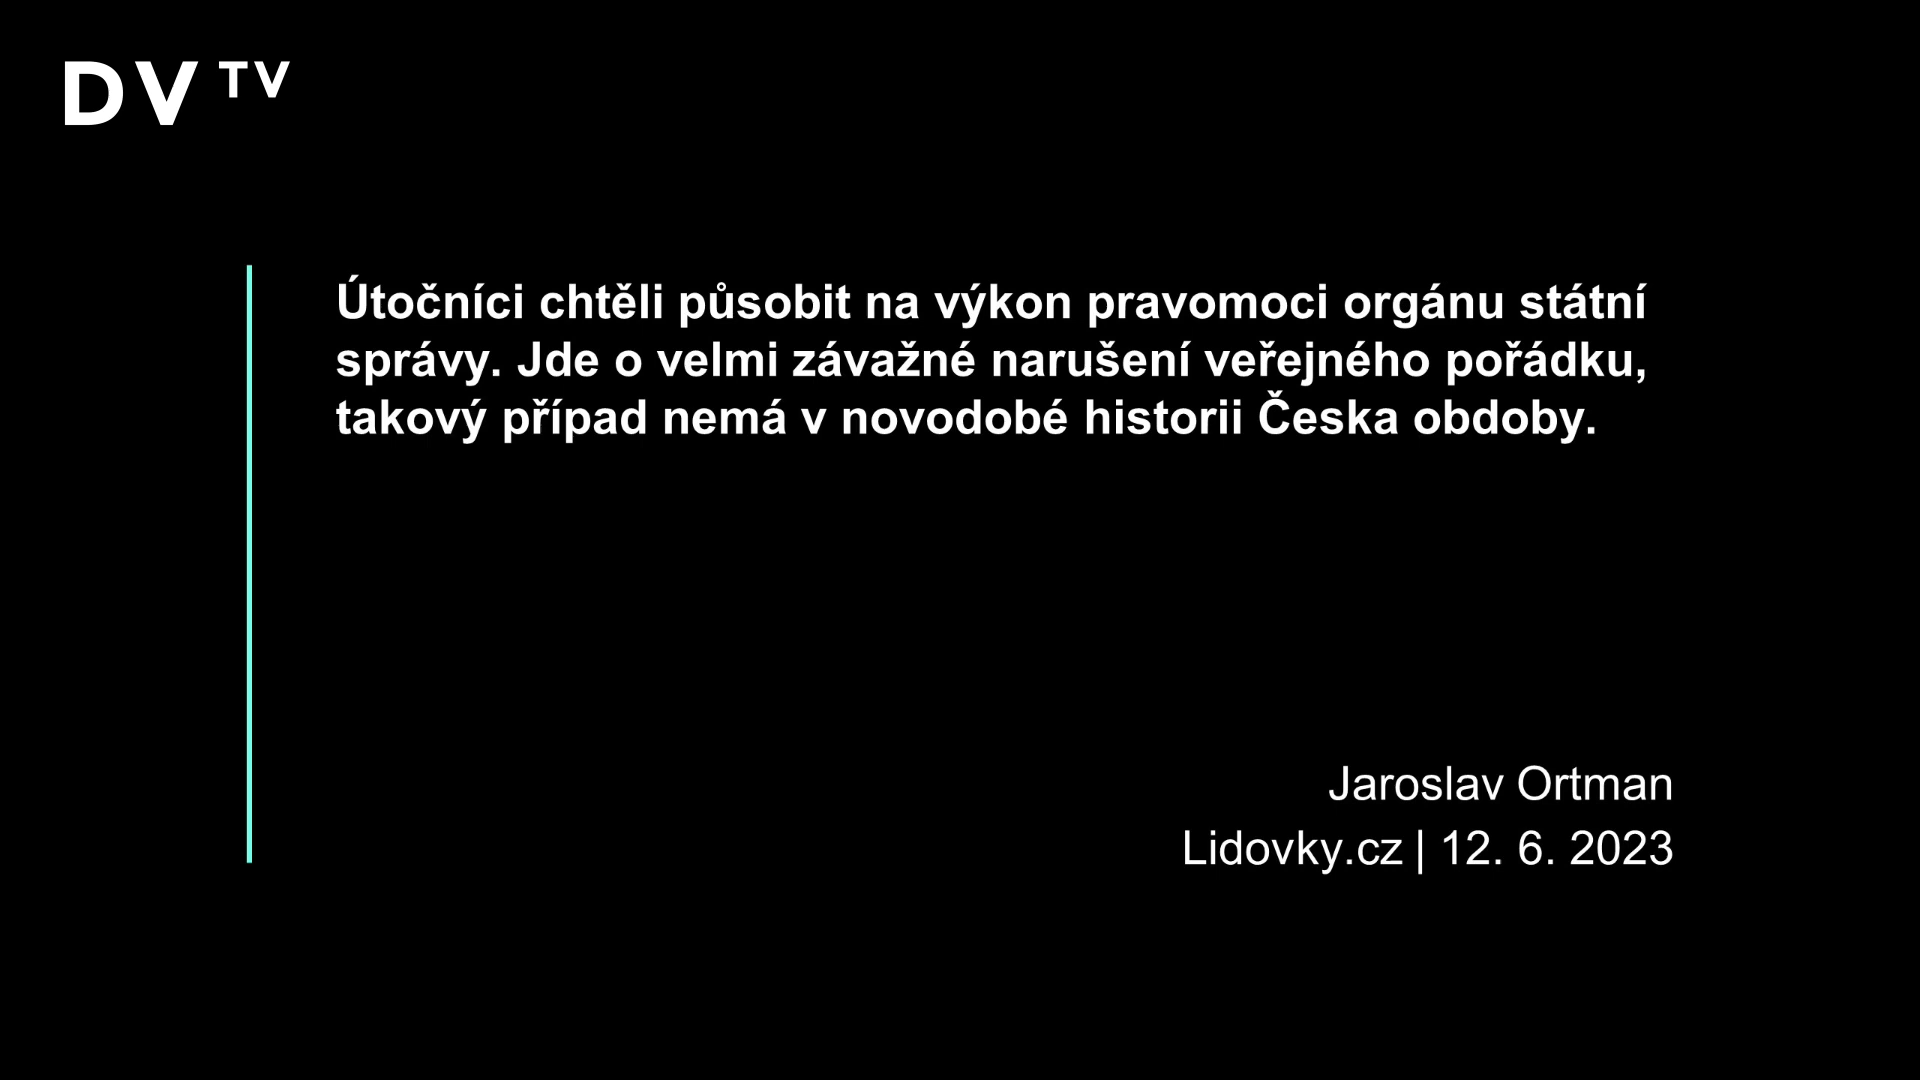 DV TV
Útočníci chtěli působit na výkon pravomoci orgánu státní
správy. Jde o velmi závažné narušení veřejného pořádku,
takový případ nemá v novodobé historii Česka obdoby.
Jaroslav Ortman
Lidovky.cz | 12. 6. 2023